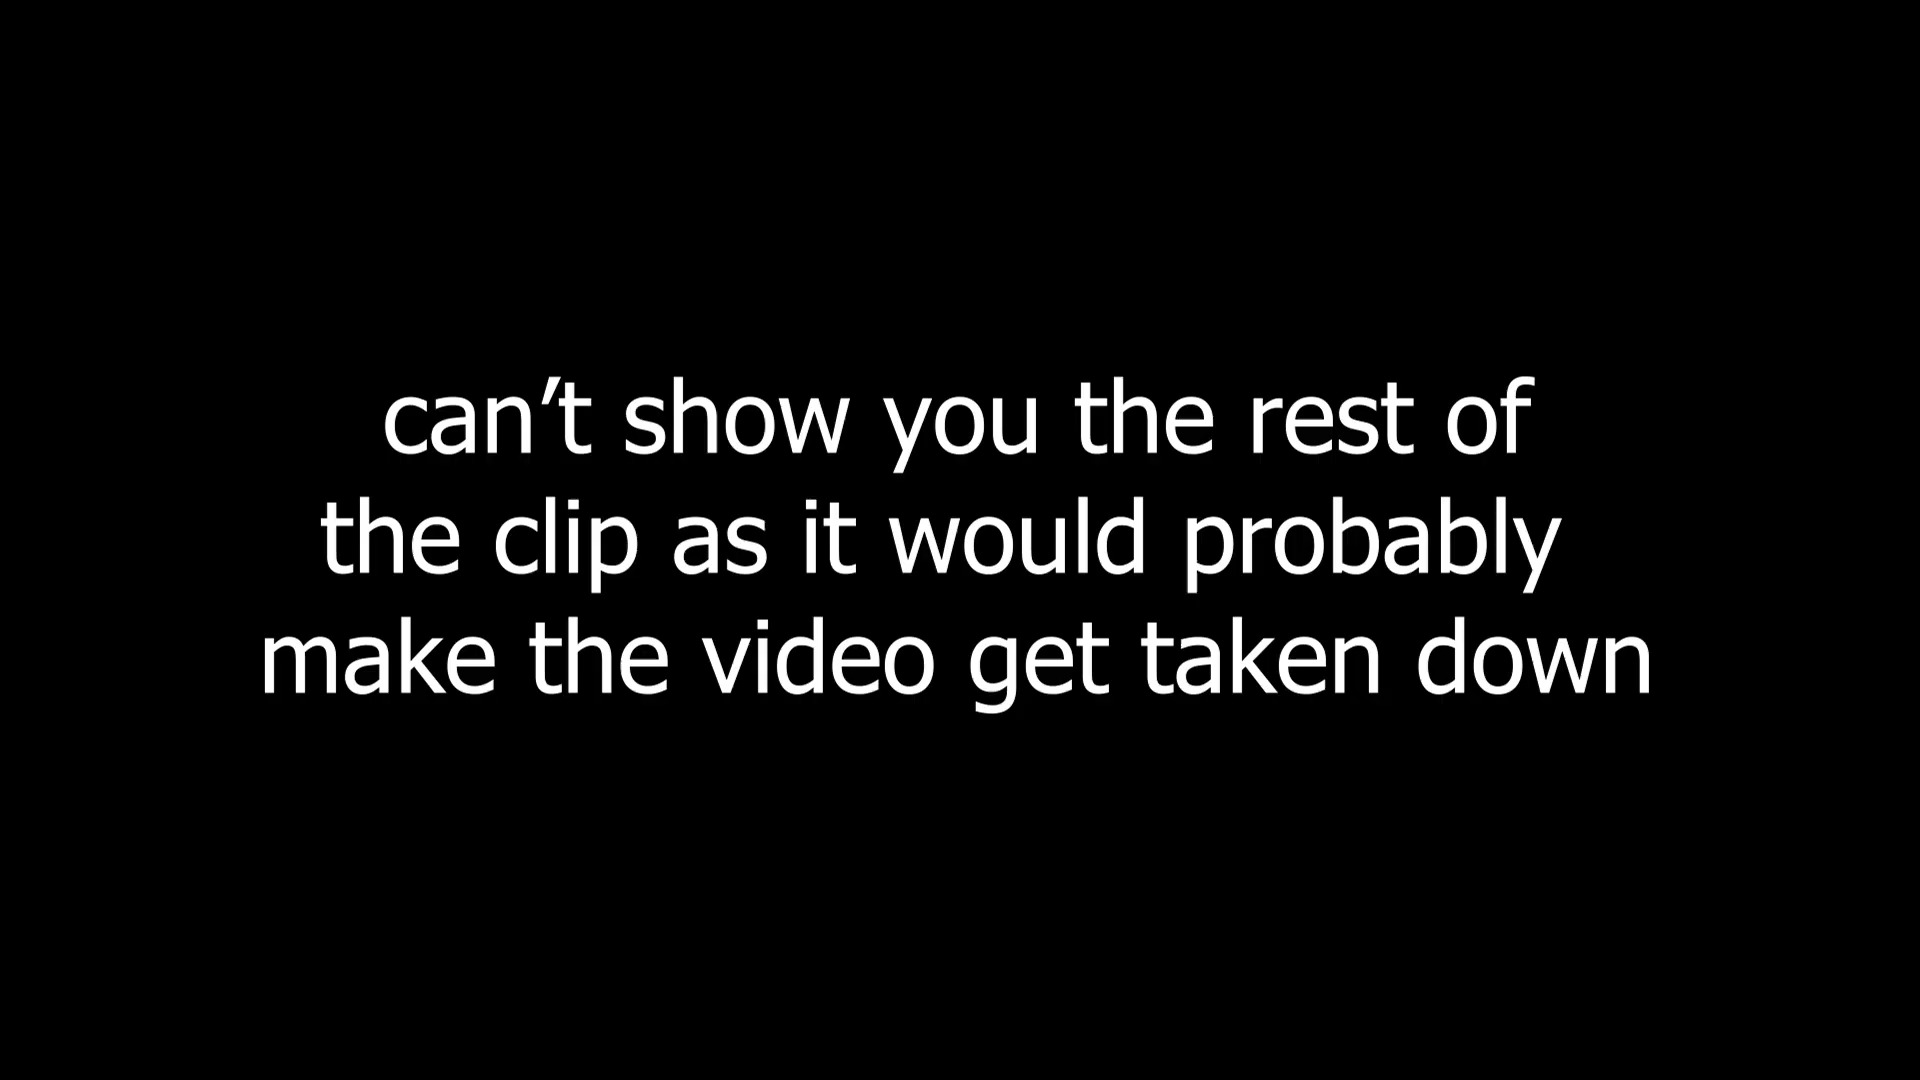 can’t show you the rest of
the clip as it would probably
make the video get taken down